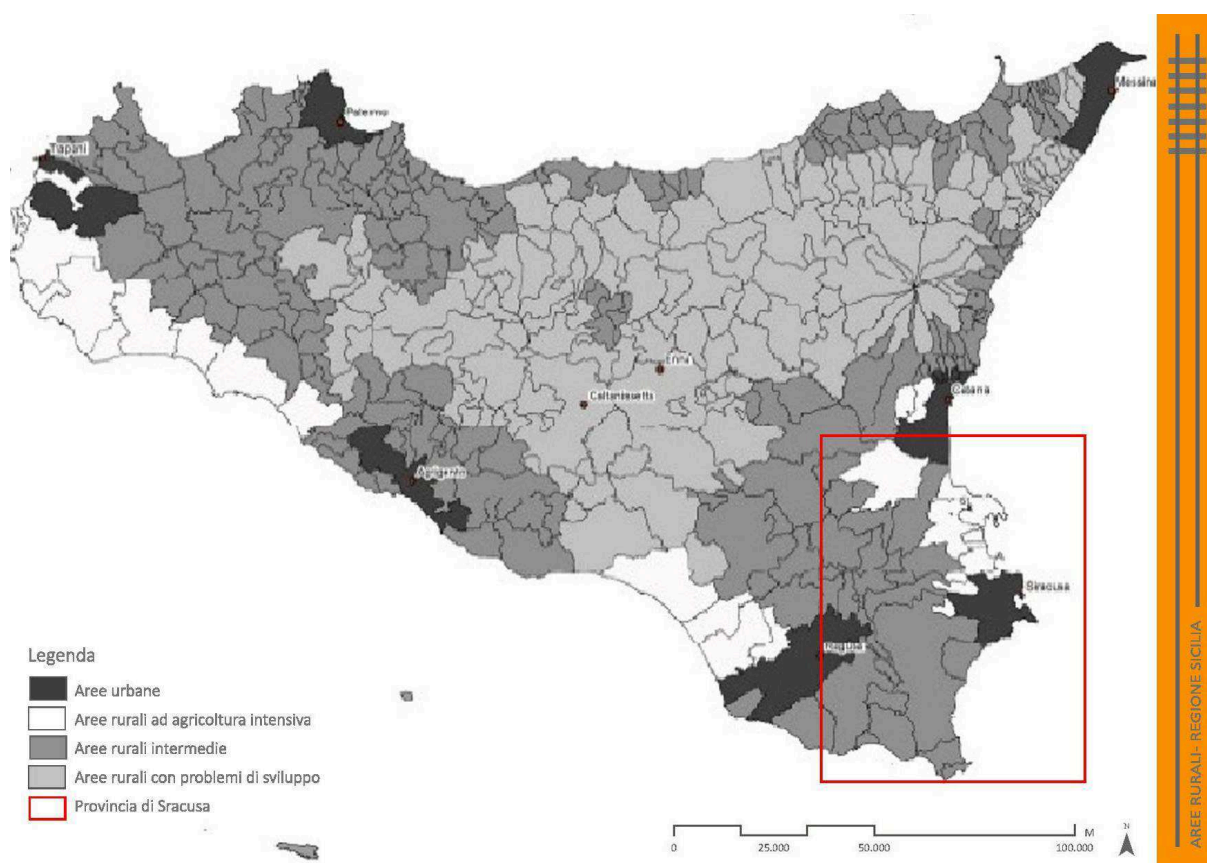 Messina
Palermo
Trapani
Enna
Caltanissetta
Catania
Agrigento
Siracusa
Ragusa
Legenda
Aree urbane
Aree rurali ad agricoltura intensiva
Aree rurali intermedie
Aree rurali con problemi di sviluppo
Provincia di Sracusa
M
N
0
25.000
50.000
100.000
AREE RURALI- REGIONE SICILIA